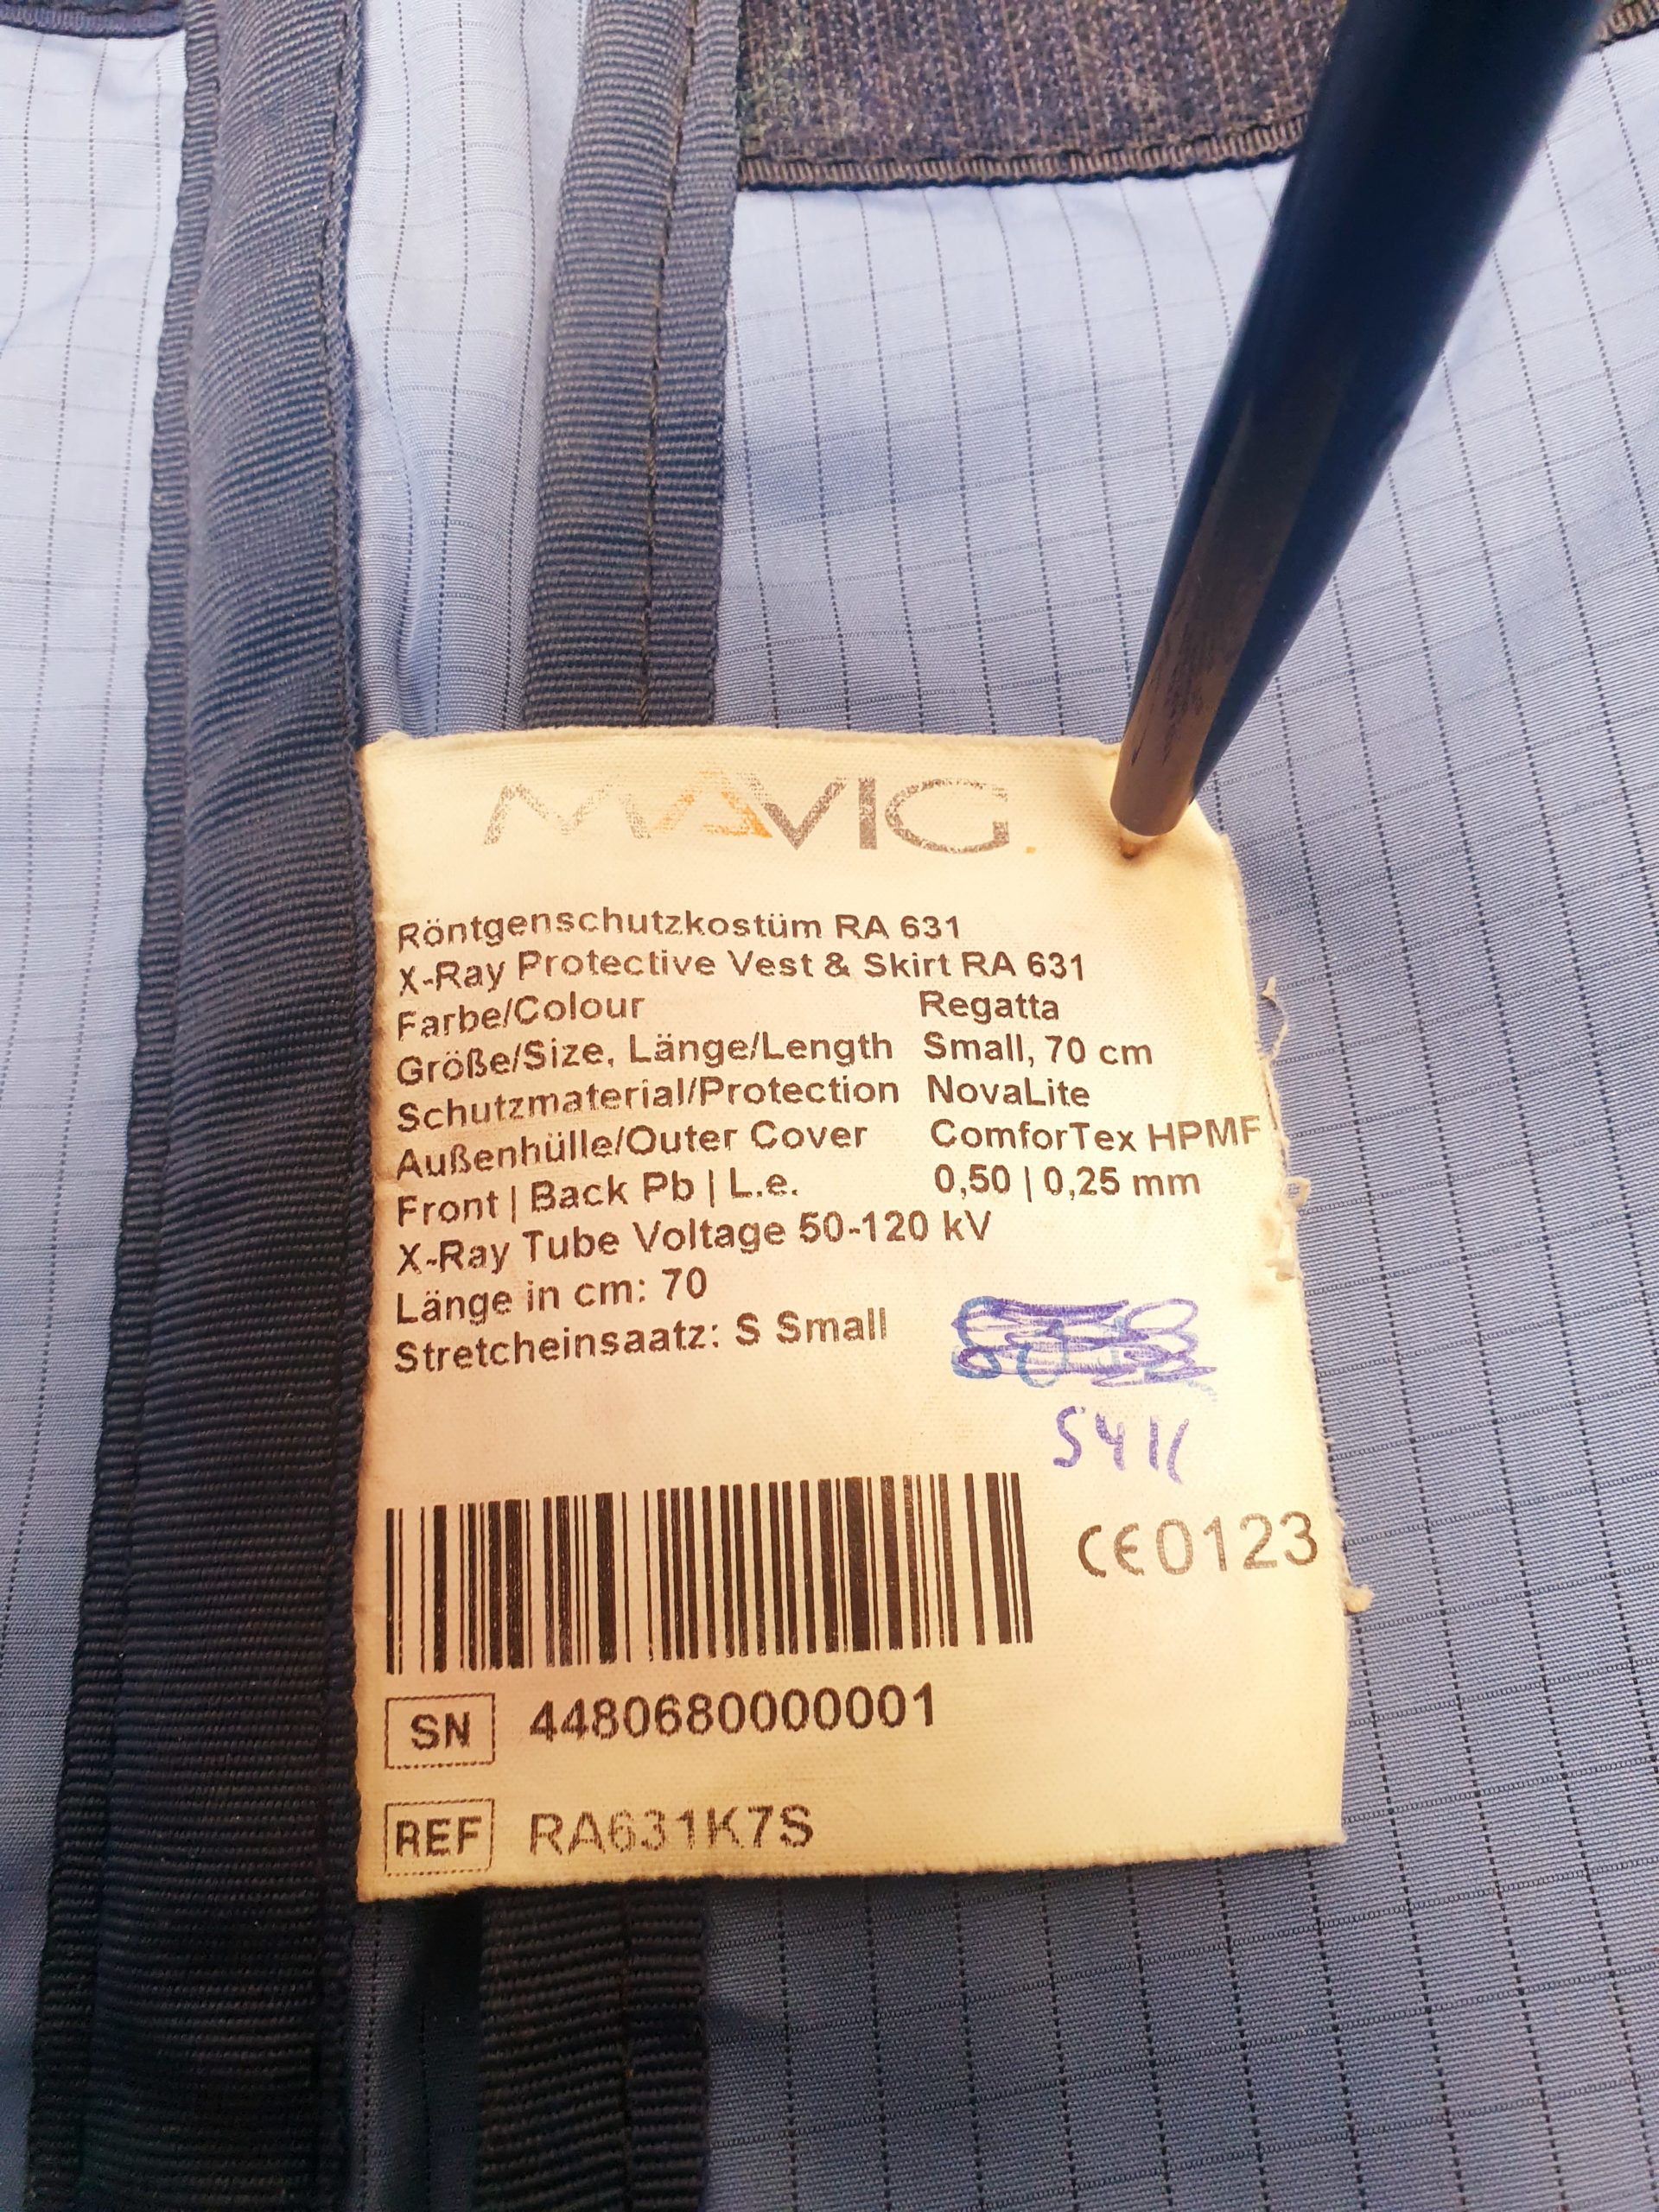 MAVIG
Röntgenschutzkostüm RA 631
X-Ray Protective Vest & Skirt RA 631
Farbe/Colour Regatta
Größe/Size, Länge/Length Small, 70 cm
Schutzmaterial/Protection NovaLite
Außenhülle/Outer Cover ComforTex HPMF
Front | Back Pb | L.e. 0,50 | 0,25 mm
X-Ray Tube Voltage 50-120 kV
Länge in cm: 70
Stretcheinsaatz: S Small
CE0123
SN 4480680000001
REF RA631K7S